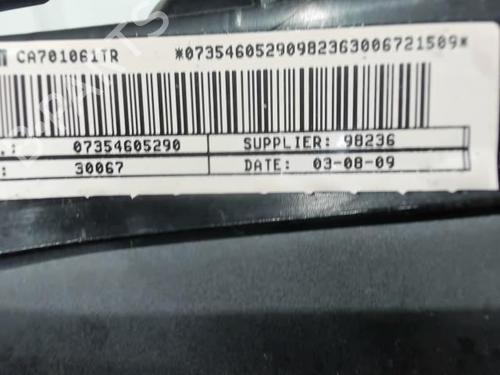 CA701061TR *07354605290982363006721509*
.: 07354605290 SUPPLIER: 98236
: 30067 DATE: 03-08-09